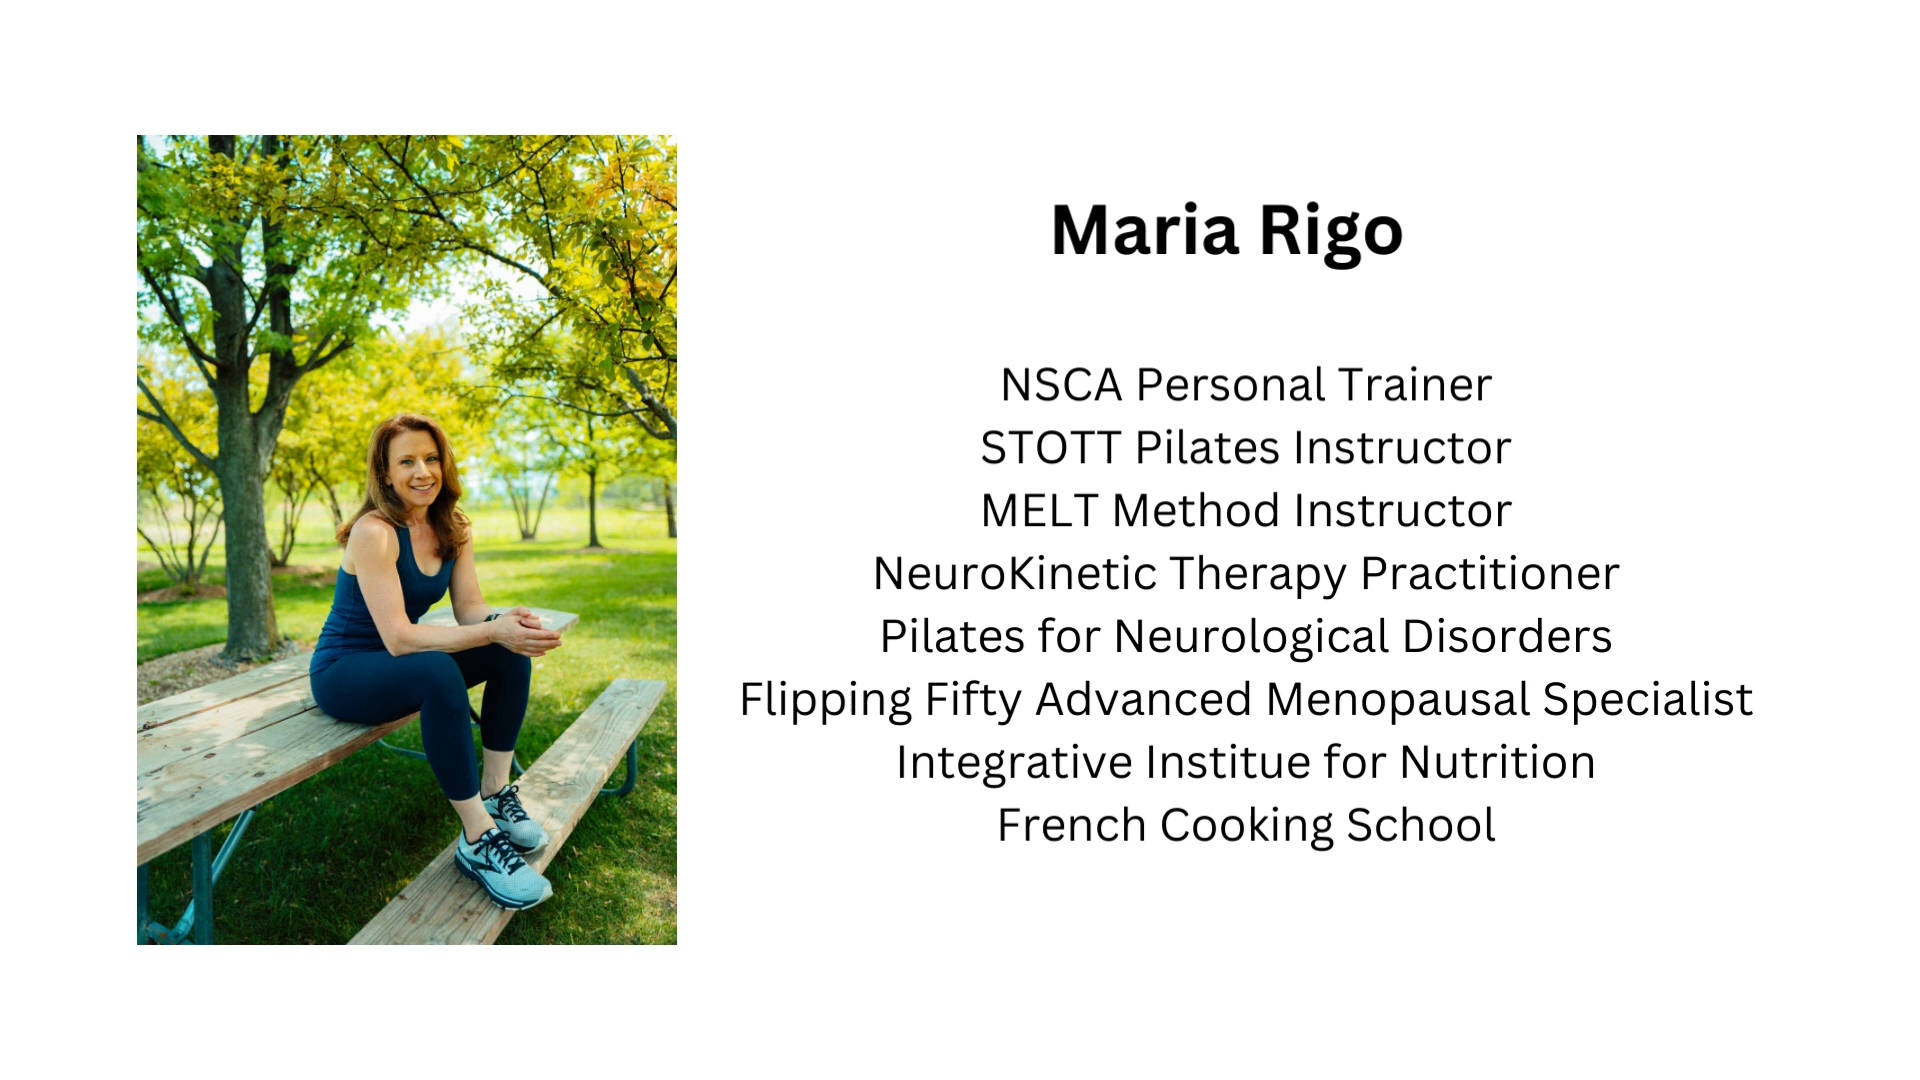 Maria Rigo
NSCA Personal Trainer
STOTT Pilates Instructor
MELT Method Instructor
NeuroKinetic Therapy Practitioner
Pilates for Neurological Disorders
Flipping Fifty Advanced Menopausal Specialist
Integrative Institue for Nutrition
French Cooking School